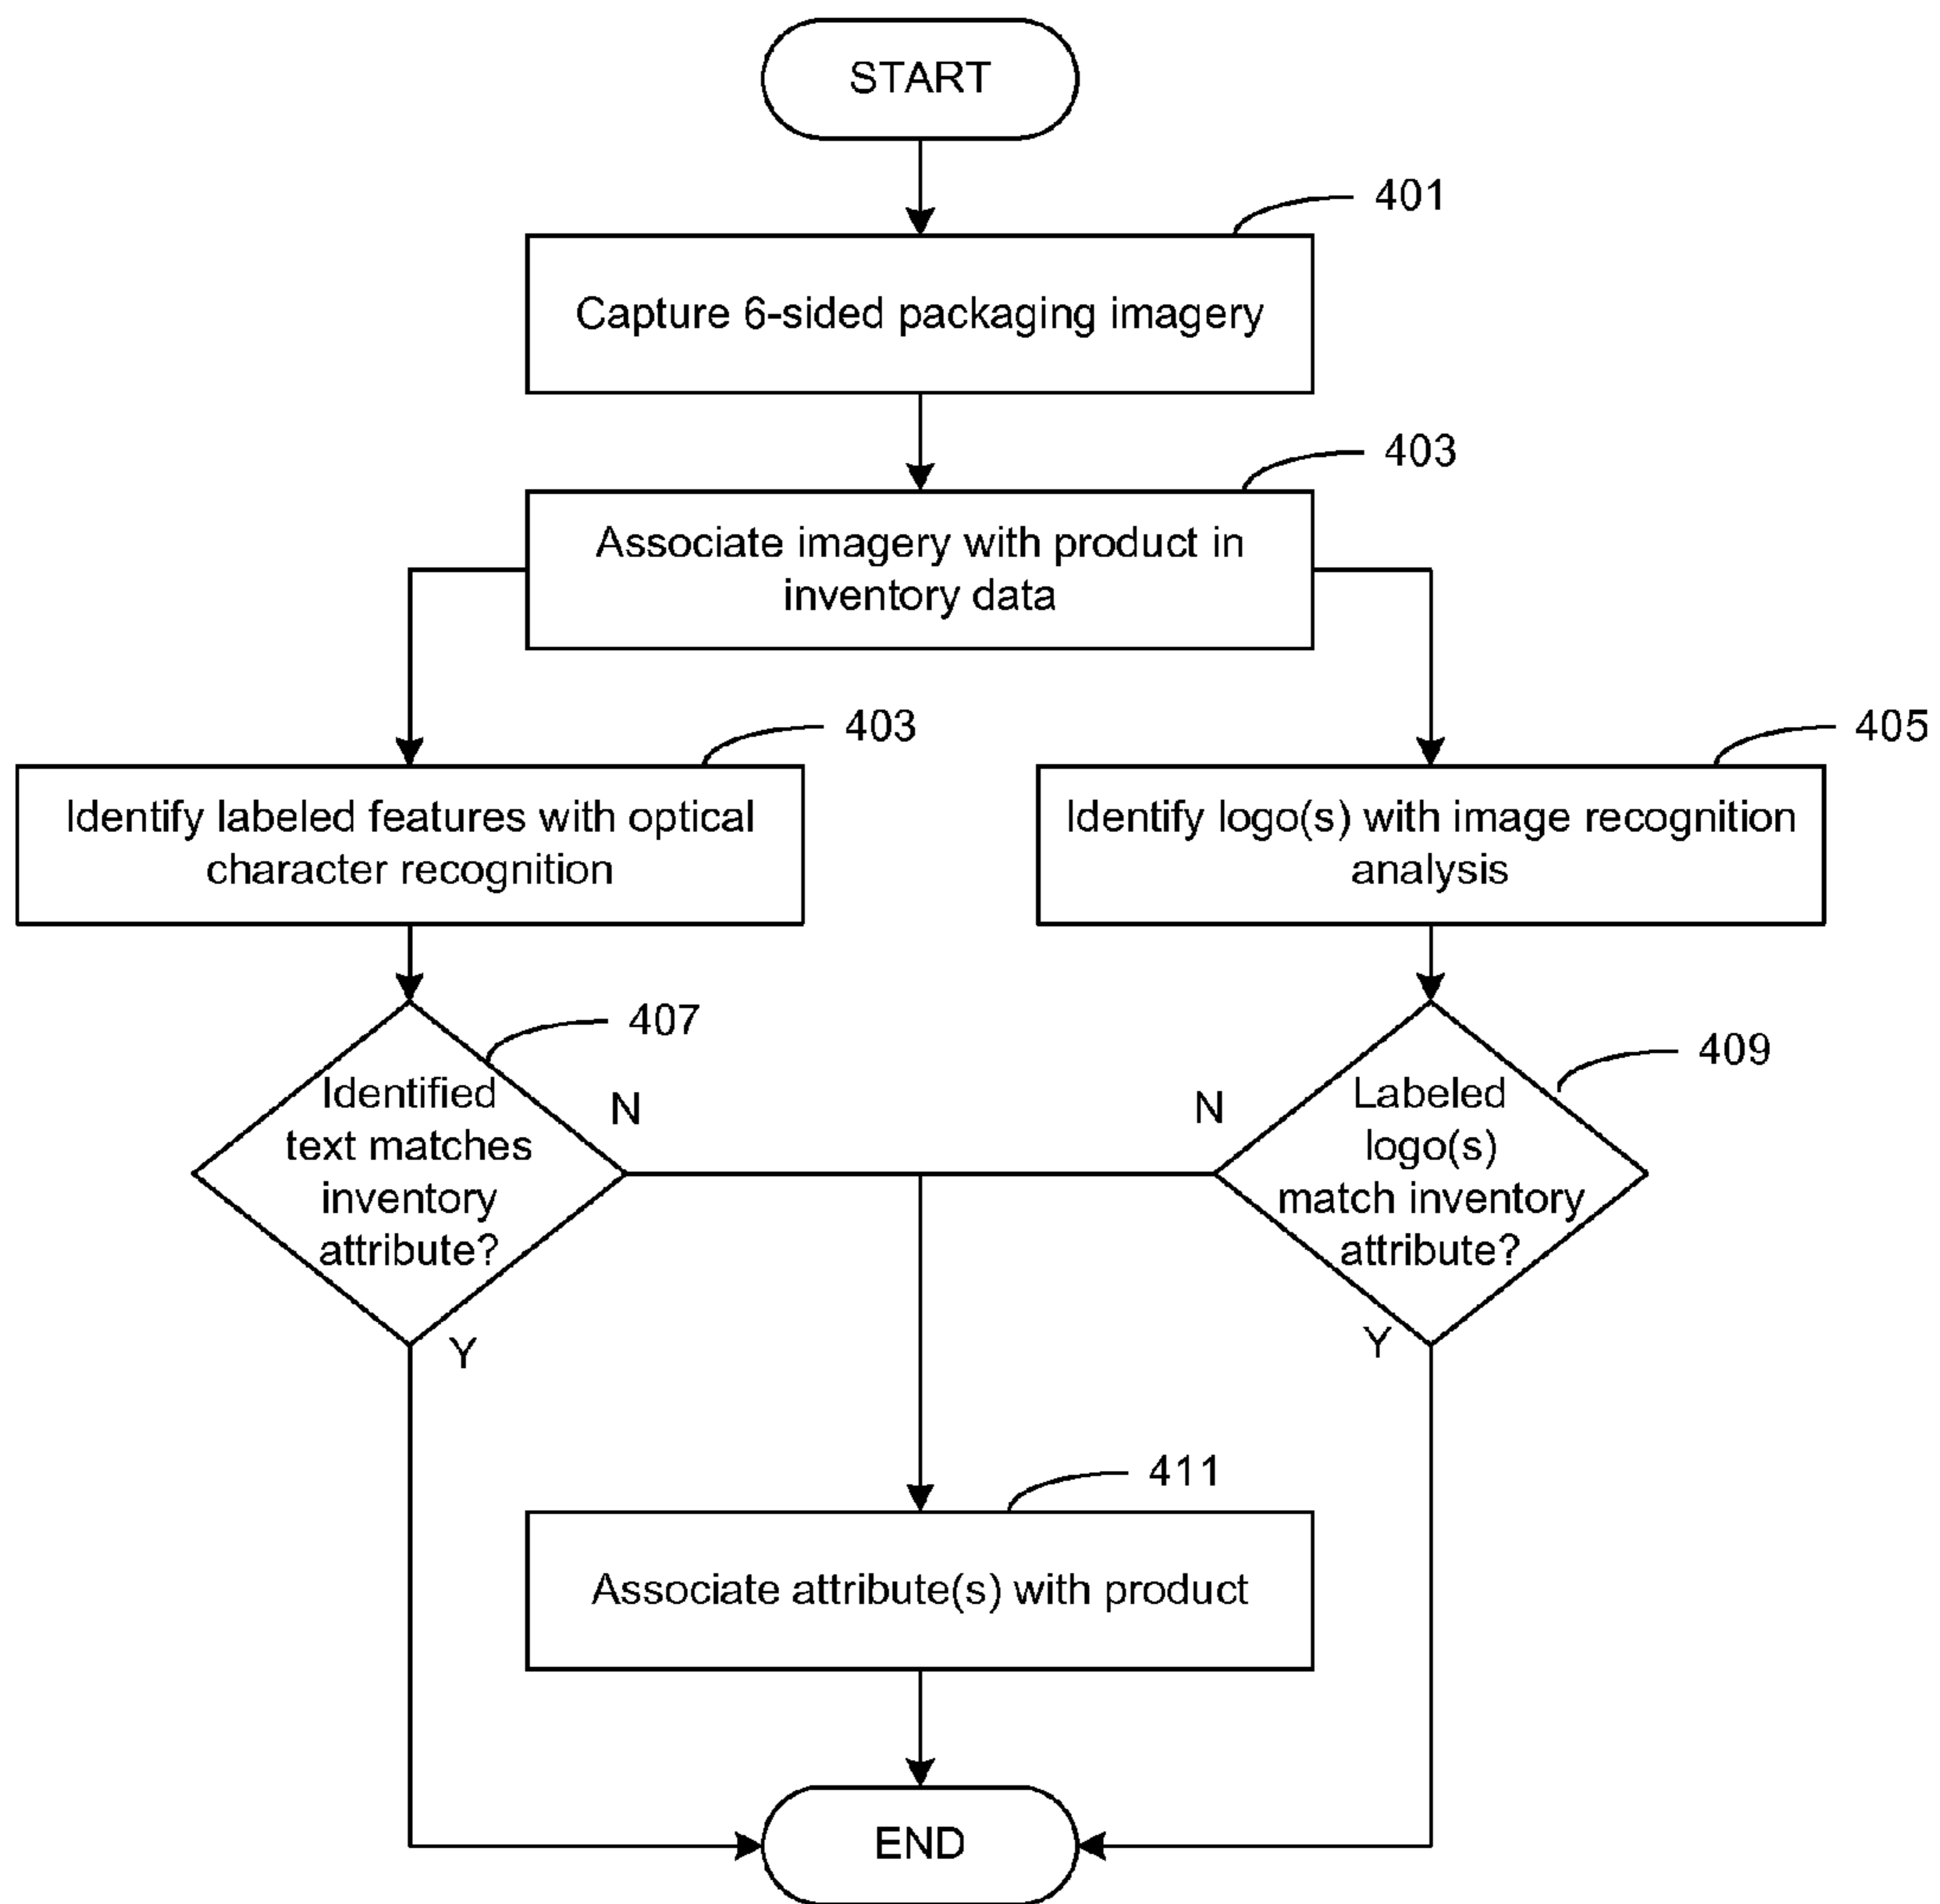 START
401
Capture 6-sided packaging imagery
403
Associate imagery with product in
inventory data
403
Identify labeled features with optical
character recognition
405
Identify logo(s) with image recognition
analysis
407
Identified
text matches
inventory
attribute?
N
Y
409
N
Labeled
logo(s)
match inventory
attribute?
Y
411
Associate attribute(s) with product
END